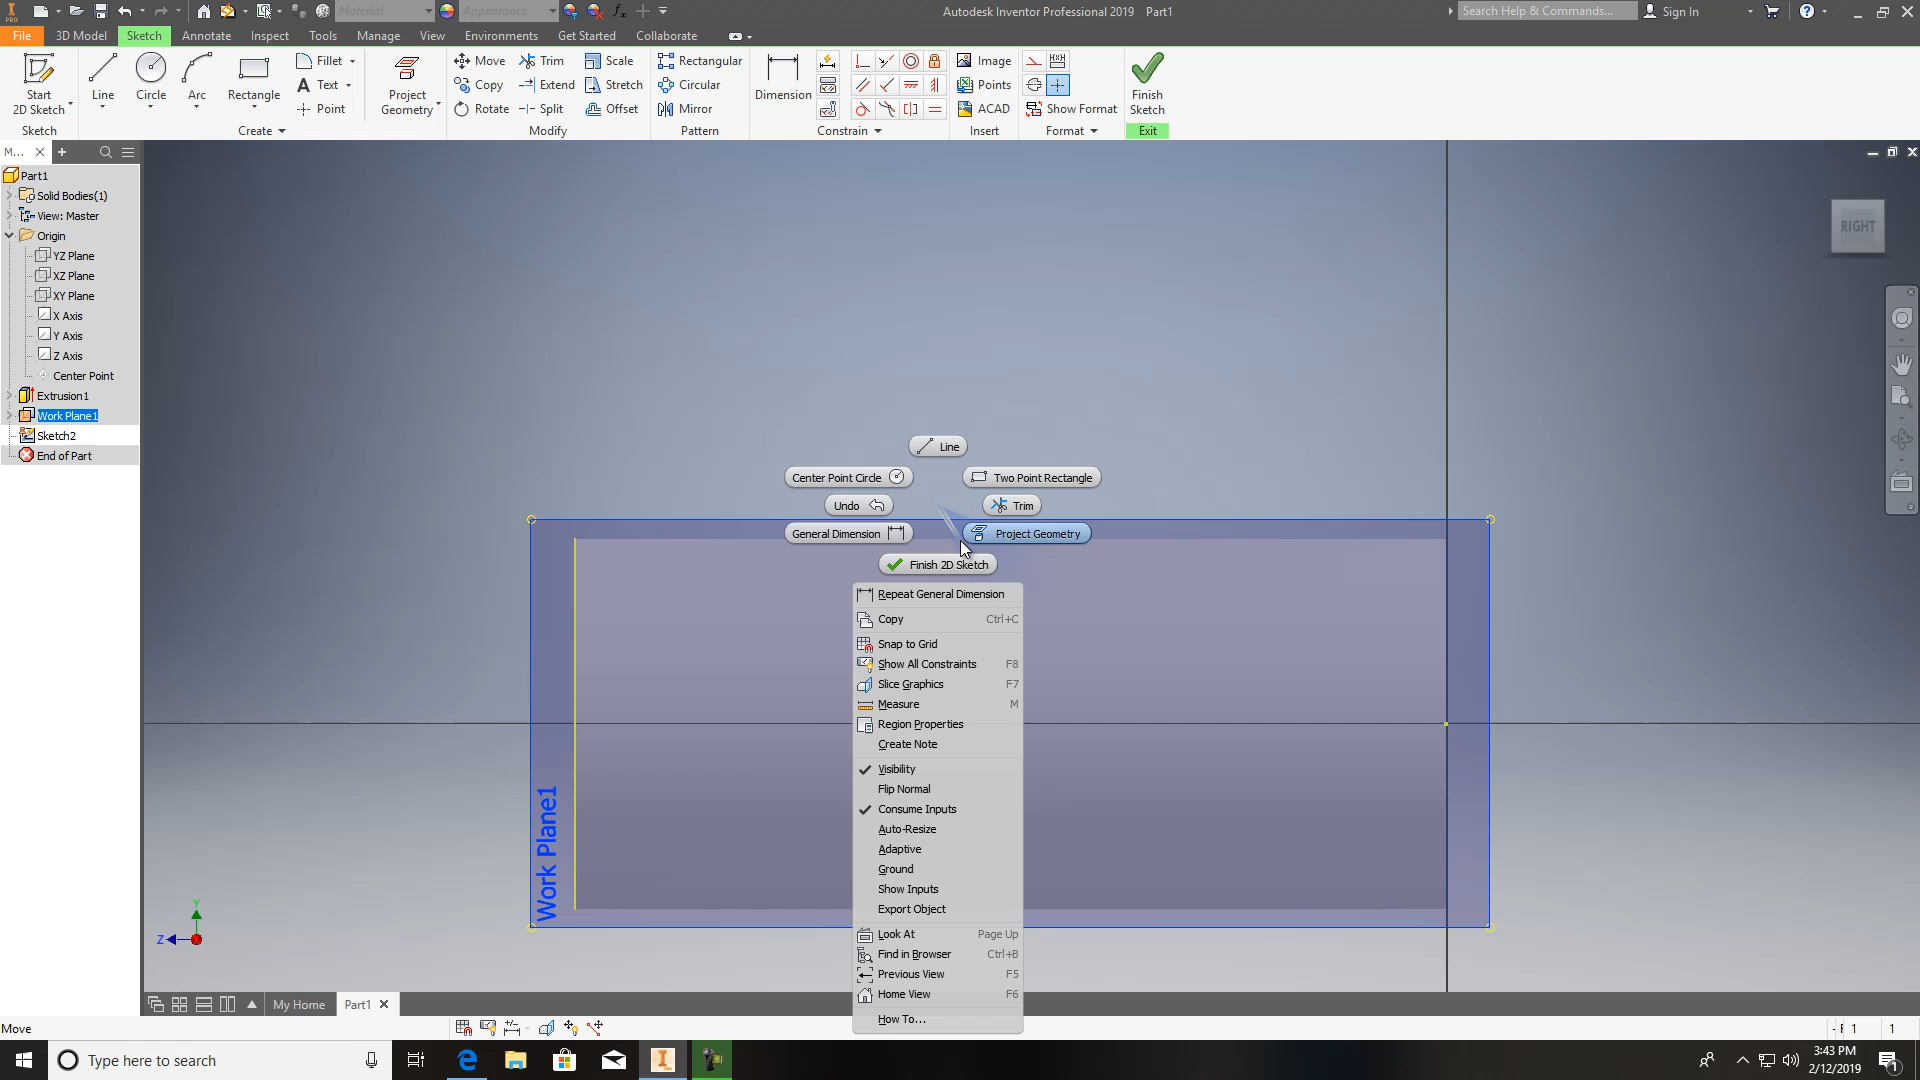 PRO
Material
Appearance
Autodesk Inventor Professional 2019 Part1
Search Help & Commands...
Sign In
File 3D Model Sketch Annotate Inspect Tools Manage View Environments Get Started Collaborate
Start
2D Sketch
Line
Circle
Arc
Rectangle
Fillet
Text
Point
Project
Geometry
Move
Copy
Rotate
Trim
Extend
Split
Scale
Stretch
Offset
Rectangular
Circular
Mirror
Dimension
Image
Points
ACAD
Show Format
Finish
Sketch
Sketch
Create
Modify
Pattern
Constrain
Insert
Format
Exit
M...
Part1
Solid Bodies(1)
View: Master
Origin
YZ Plane
XZ Plane
XY Plane
X Axis
Y Axis
Z Axis
Center Point
Extrusion1
Work Plane1
Sketch2
End of Part
RIGHT
Line
Center Point Circle
Two Point Rectangle
Undo
Trim
General Dimension
Project Geometry
Finish 2D Sketch
Repeat General Dimension
Copy Ctrl+C
Snap to Grid
Show All Constraints F8
Slice Graphics F7
Measure M
Region Properties
Create Note
Visibility
Flip Normal
Consume Inputs
Auto-Resize
Adaptive
Ground
Show Inputs
Export Object
Look At Page Up
Find in Browser Ctrl+B
Previous View F5
Home View F6
How To...
Work Plane1
Y
Z
My Home
Part1
Move
1 1
Type here to search
3:43 PM
2/12/2019
1